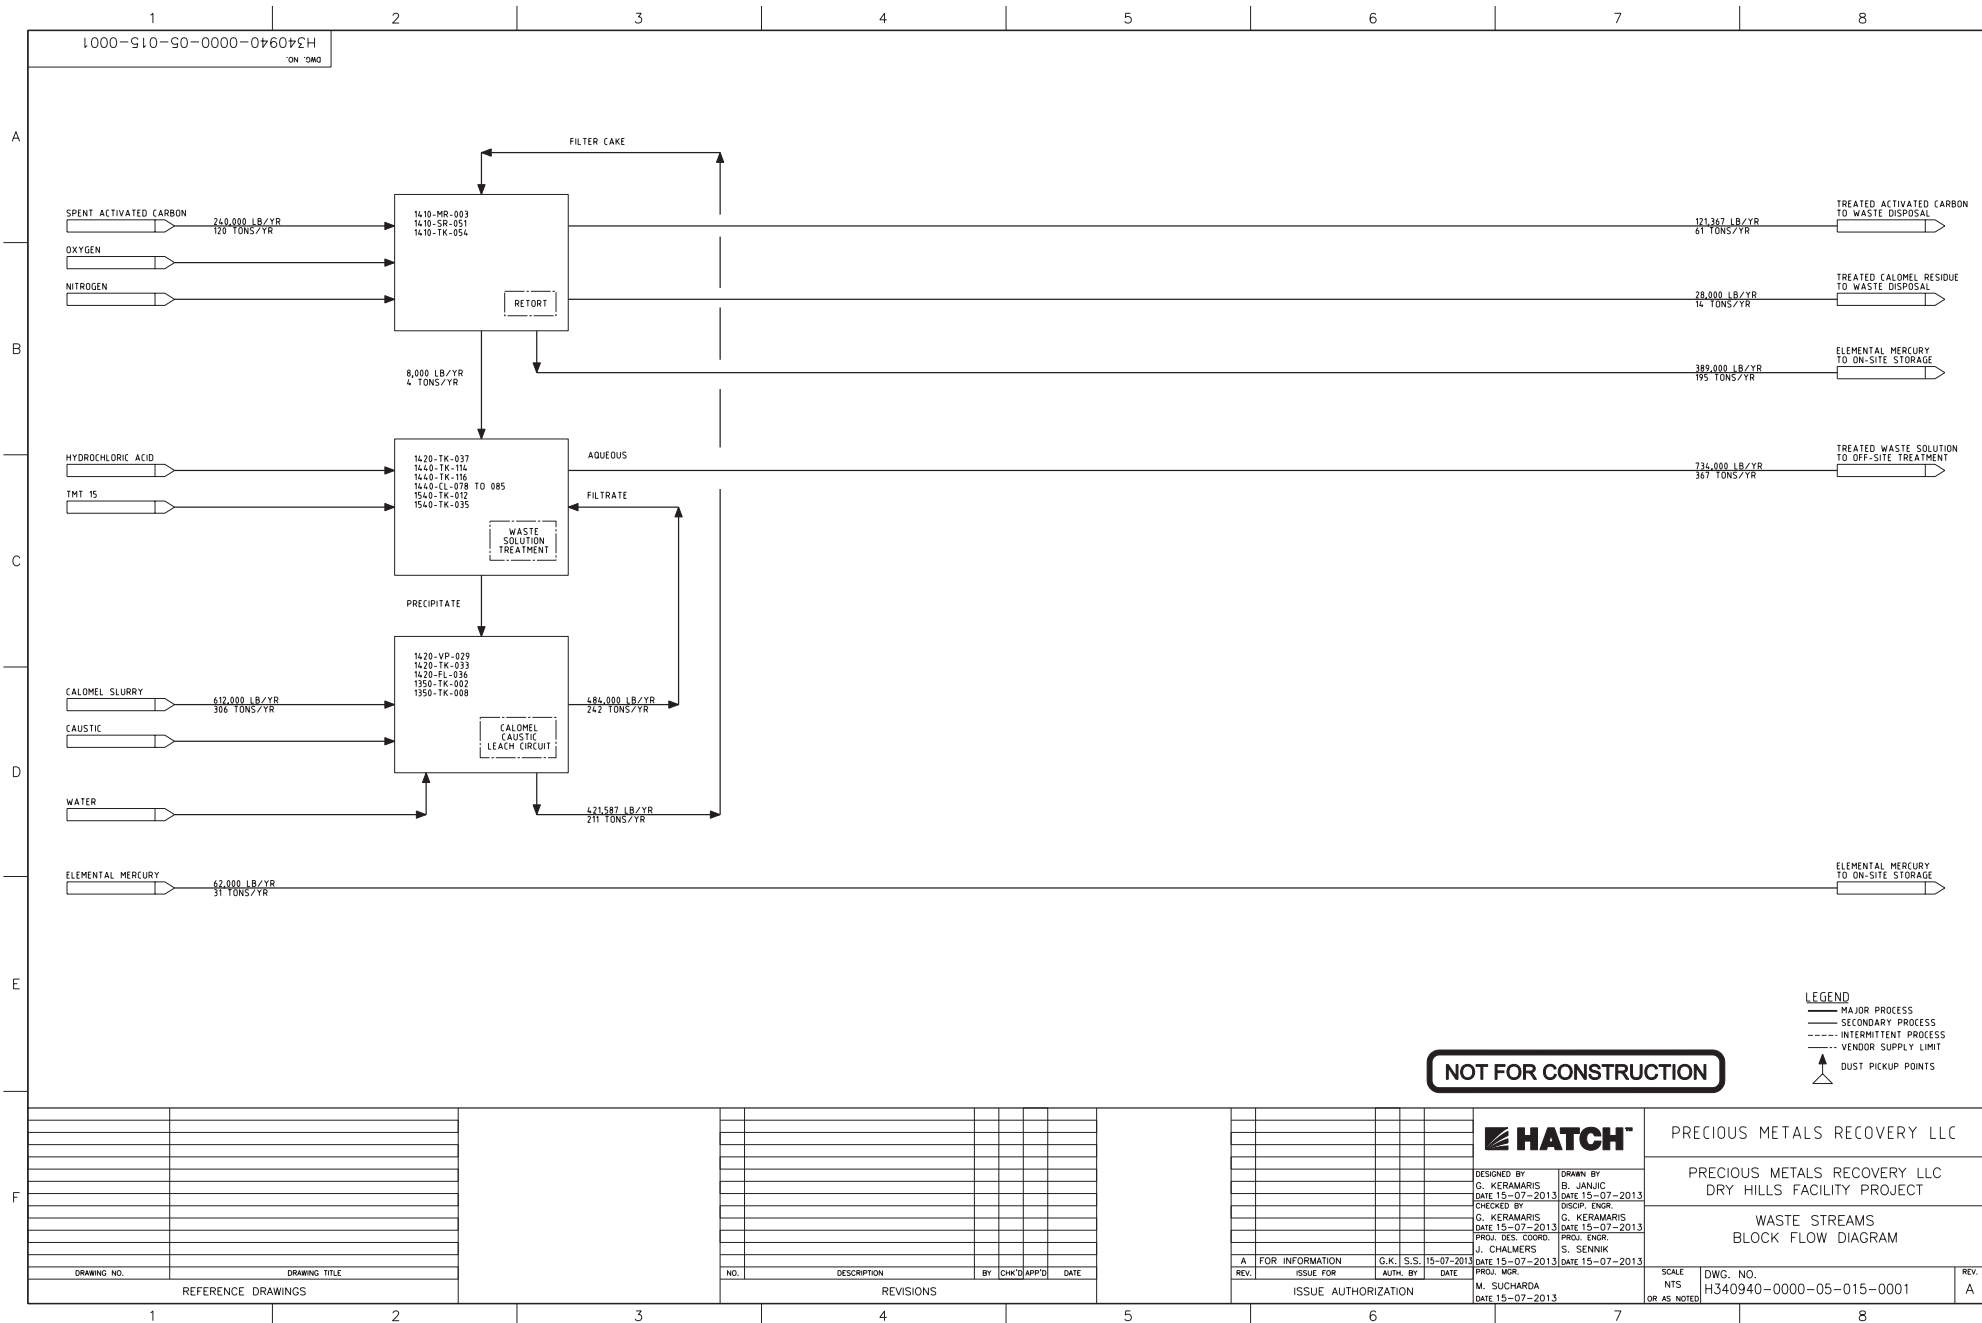 1 2 3 4 5 6 7 8
H340940-0000-05-015-0001
DWG. NO.
A
FILTER CAKE
SPENT ACTIVATED CARBON
240,000 LB/YR
120 TONS/YR
1410-MR-003
1410-SR-051
1410-TK-054
121,367 LB/YR
61 TONS/YR
TREATED ACTIVATED CARBON
TO WASTE DISPOSAL
OXYGEN
NITROGEN
RETORT
28,000 LB/YR
14 TONS/YR
TREATED CALOMEL RESIDUE
TO WASTE DISPOSAL
B
8,000 LB/YR
4 TONS/YR
389,000 LB/YR
195 TONS/YR
ELEMENTAL MERCURY
TO ON-SITE STORAGE
HYDROCHLORIC ACID
TMT 15
1420-TK-037
1440-TK-114
1440-TK-116
1440-CL-078 TO 085
1540-TK-012
1540-TK-035
AQUEOUS
734,000 LB/YR
367 TONS/YR
TREATED WASTE SOLUTION
TO OFF-SITE TREATMENT
FILTRATE
WASTE
SOLUTION
TREATMENT
C
PRECIPITATE
1420-VP-029
1420-TK-033
1420-FL-036
1350-TK-002
1350-TK-008
CALOMEL SLURRY
612,000 LB/YR
306 TONS/YR
484,000 LB/YR
242 TONS/YR
CAUSTIC
CALOMEL
CAUSTIC
LEACH CIRCUIT
D
WATER
421,587 LB/YR
211 TONS/YR
ELEMENTAL MERCURY
62,000 LB/YR
31 TONS/YR
ELEMENTAL MERCURY
TO ON-SITE STORAGE
E
LEGEND
MAJOR PROCESS
SECONDARY PROCESS
INTERMITTENT PROCESS
VENDOR SUPPLY LIMIT
DUST PICKUP POINTS
NOT FOR CONSTRUCTION
F
DRAWING NO. DRAWING TITLE
REFERENCE DRAWINGS
NO. DESCRIPTION BY CHK'D APP'D DATE
REVISIONS
A FOR INFORMATION G.K. S.S. 15-07-2013
REV. ISSUE FOR AUTH. BY DATE
ISSUE AUTHORIZATION
HATCH™
DESIGNED BY DRAWN BY
G. KERAMARIS B. JANJIC
DATE 15-07-2013 DATE 15-07-2013
CHECKED BY DISCIP. ENGR.
G. KERAMARIS G. KERAMARIS
DATE 15-07-2013 DATE 15-07-2013
PROJ. DES. COORD. PROJ. ENGR.
J. CHALMERS S. SENNIK
DATE 15-07-2013 DATE 15-07-2013
PROJ. MGR.
M. SUCHARDA
DATE 15-07-2013
PRECIOUS METALS RECOVERY LLC
PRECIOUS METALS RECOVERY LLC
DRY HILLS FACILITY PROJECT
WASTE STREAMS
BLOCK FLOW DIAGRAM
SCALE
NTS
OR AS NOTED
DWG. NO.
H340940-0000-05-015-0001
REV.
A
1 2 3 4 5 6 7 8